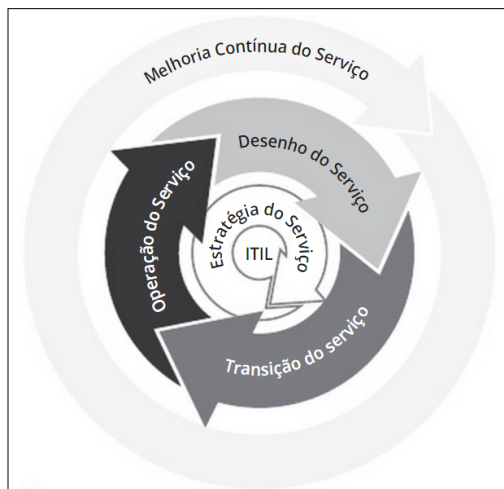 Melhoria Contínua do Serviço
Desenho do Serviço
Operação do Serviço
Estratégia do Serviço
ITIL
Transição do serviço